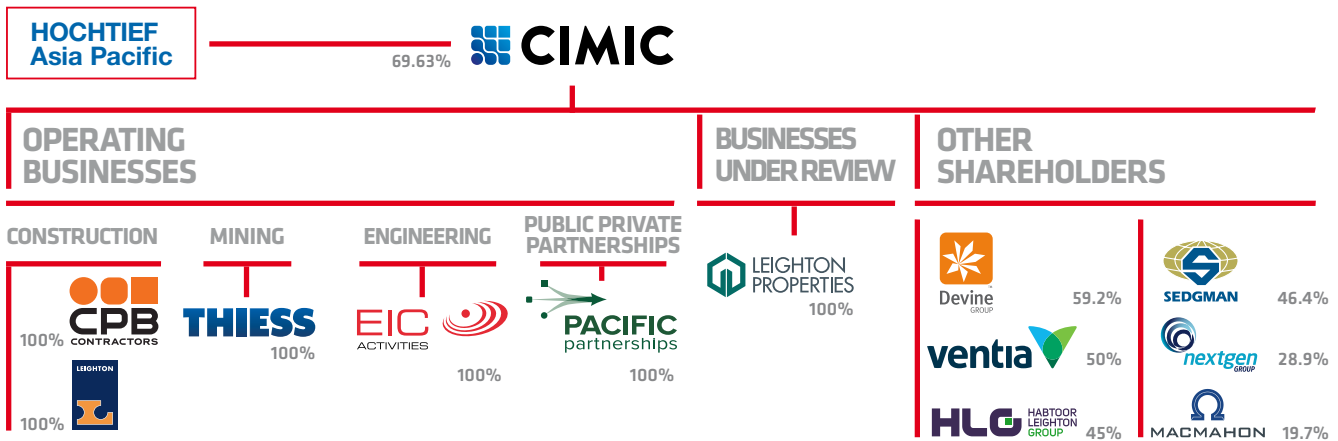 HOCHTIEF
Asia Pacific
69.63%
CIMIC
OPERATING
BUSINESSES
BUSINESSES
UNDER REVIEW
OTHER
SHAREHOLDERS
CONSTRUCTION
MINING
ENGINEERING
PUBLIC PRIVATE
PARTNERSHIPS
CPB
CONTRACTORS
100%
LEIGHTON
L
100%
THIESS
100%
EIC
ACTIVITIES
100%
PACIFIC
partnerships
100%
LEIGHTON
PROPERTIES
100%
Devine
GROUP
59.2%
ventia
50%
HLG HABTOOR
LEIGHTON
GROUP
45%
S
SEDGMAN
46.4%
nextgen
GROUP
28.9%
MACMAHON
19.7%